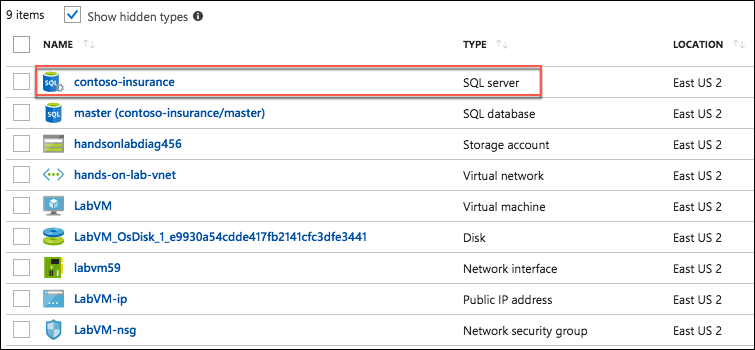 9 items Show hidden types
NAME TYPE LOCATION
SQL contoso-insurance SQL server East US 2
SQL master (contoso-insurance/master) SQL database East US 2
handsonlabdiag456 Storage account East US 2
hands-on-lab-vnet Virtual network East US 2
LabVM Virtual machine East US 2
LabVM_OsDisk_1_e9930a54cdde417fb2141cfc3dfe3441 Disk East US 2
labvm59 Network interface East US 2
LabVM-ip Public IP address East US 2
LabVM-nsg Network security group East US 2